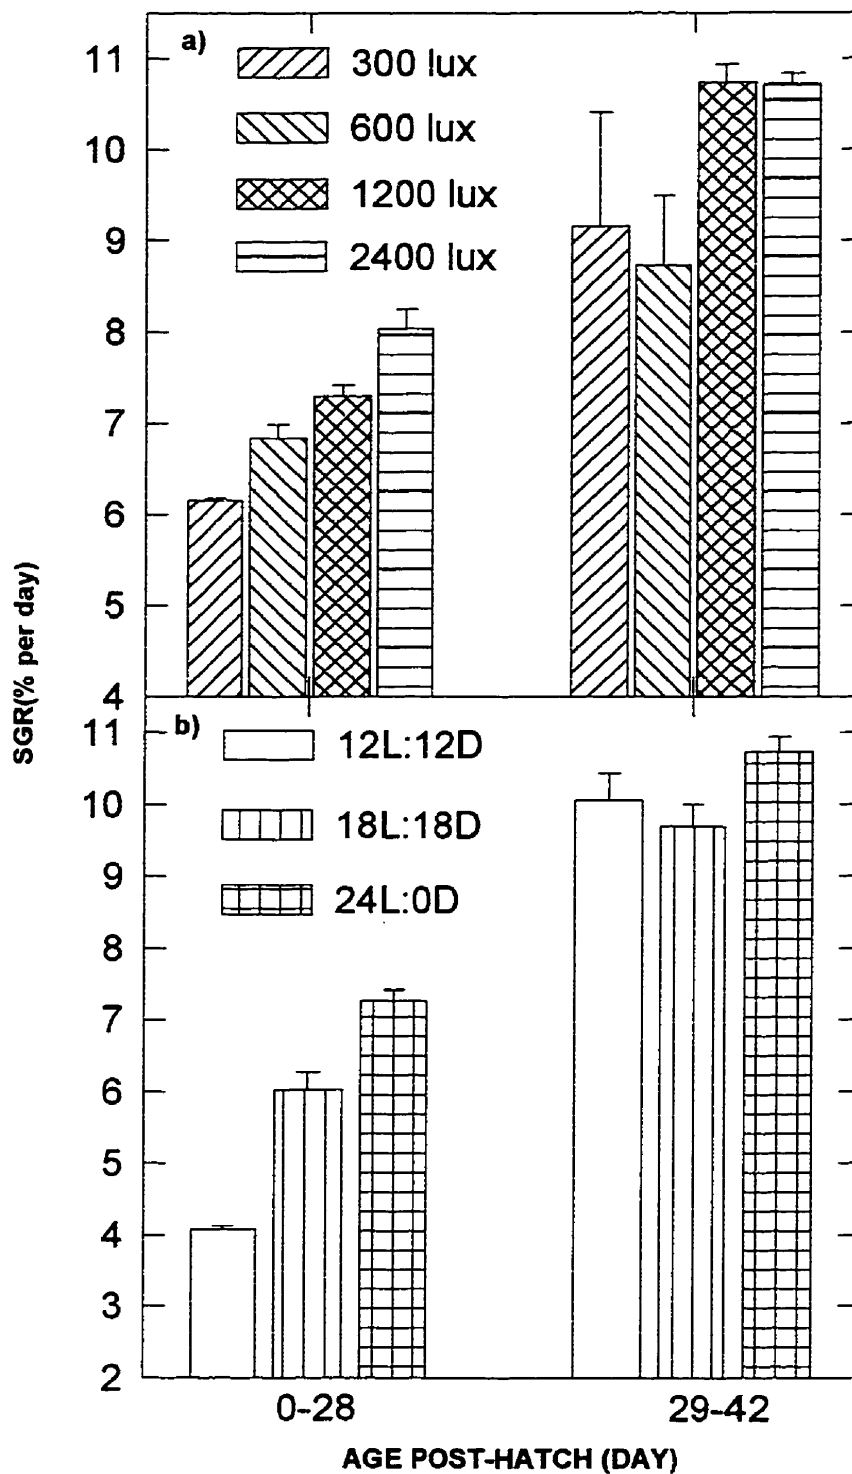 a)
300 lux
600 lux
1200 lux
2400 lux
11
10
9
8
7
6
5
4
SGR(% per day)
b)
12L:12D
18L:18D
24L:0D
11
10
9
8
7
6
5
4
3
2
0-28
29-42
AGE POST-HATCH (DAY)